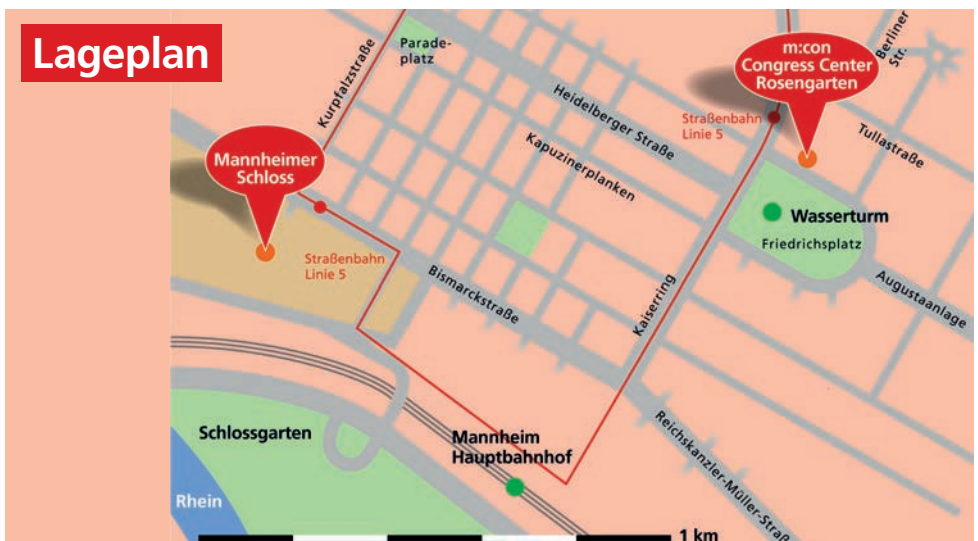 Lageplan
Parade-
platz
Kurpfalzstraße
Heidelberger Straße
Kapuzinerplanken
Berliner
Str.
m:con
Congress Center
Rosengarten
Straßenbahn
Linie 5
Tullastraße
Mannheimer
Schloss
Straßenbahn
Linie 5
Wasserturm
Friedrichsplatz
Bismarckstraße
Kaiserring
Augustaanlage
Schlossgarten
Mannheim
Hauptbahnhof
Reichskanzler-Müller-Straß
Rhein
1 km